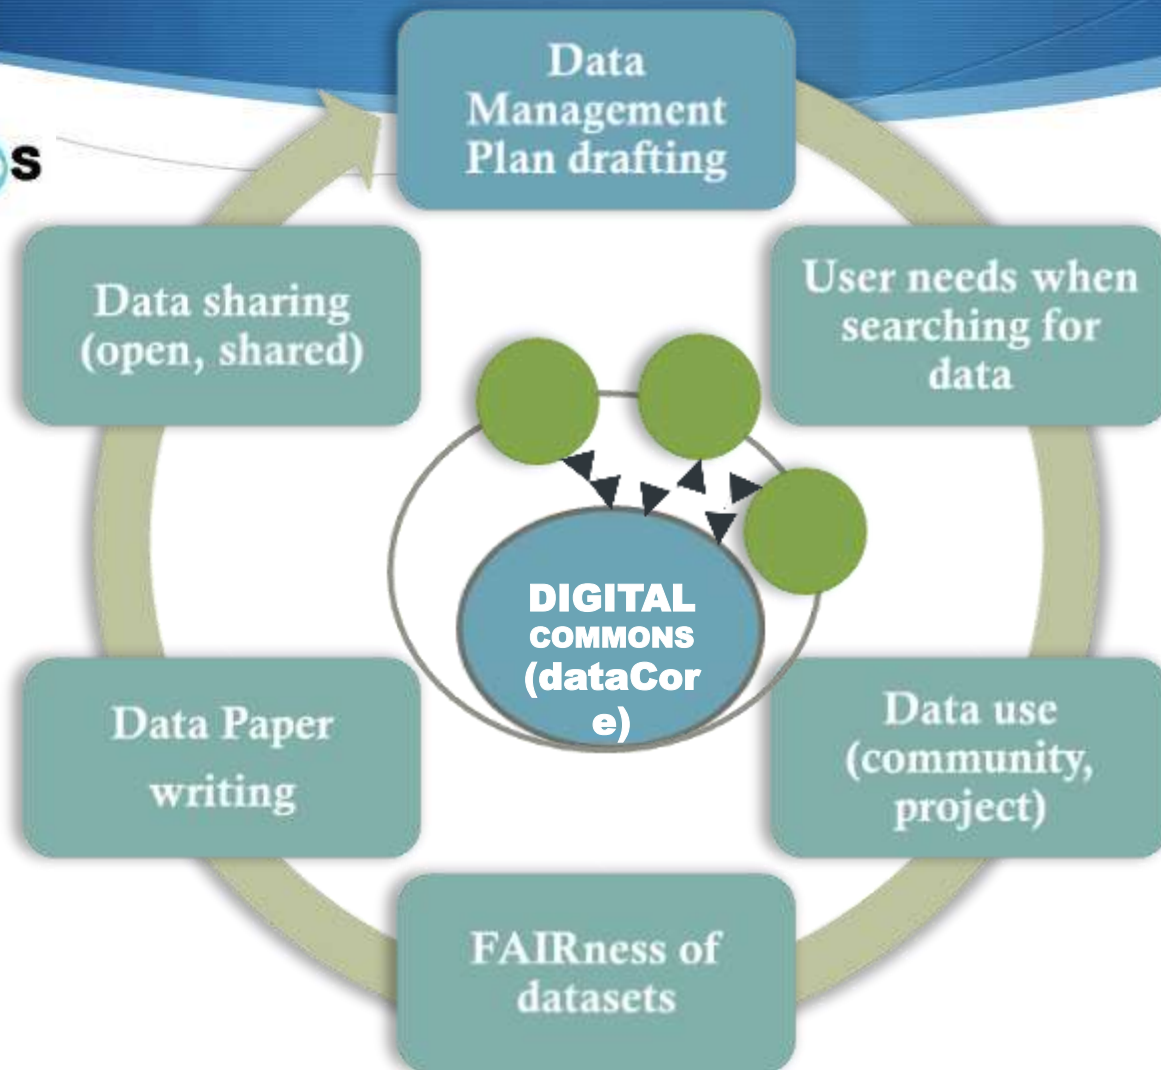 Data
Management
Plan drafting
s
Data sharing
(open, shared)
User needs when
searching for
data
DIGITAL
COMMONS
(dataCor
e)
Data Paper
writing
Data use
(community,
project)
FAIRness of
datasets